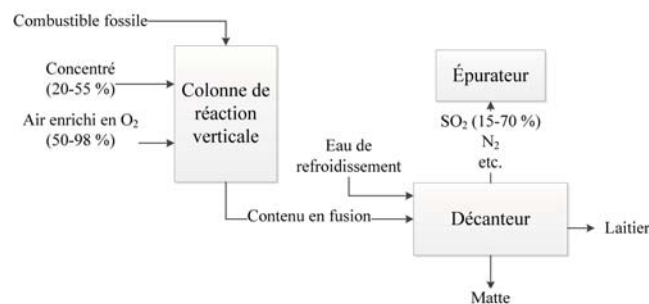 Combustible fossile
Concentré
(20-55 %)
Air enrichi en O₂
(50-98 %)
Colonne de
réaction
verticale
Épurateur
SO₂ (15-70 %)
N₂
etc.
Eau de
refroidissement
Contenu en fusion
Décanteur
Laitier
Matte